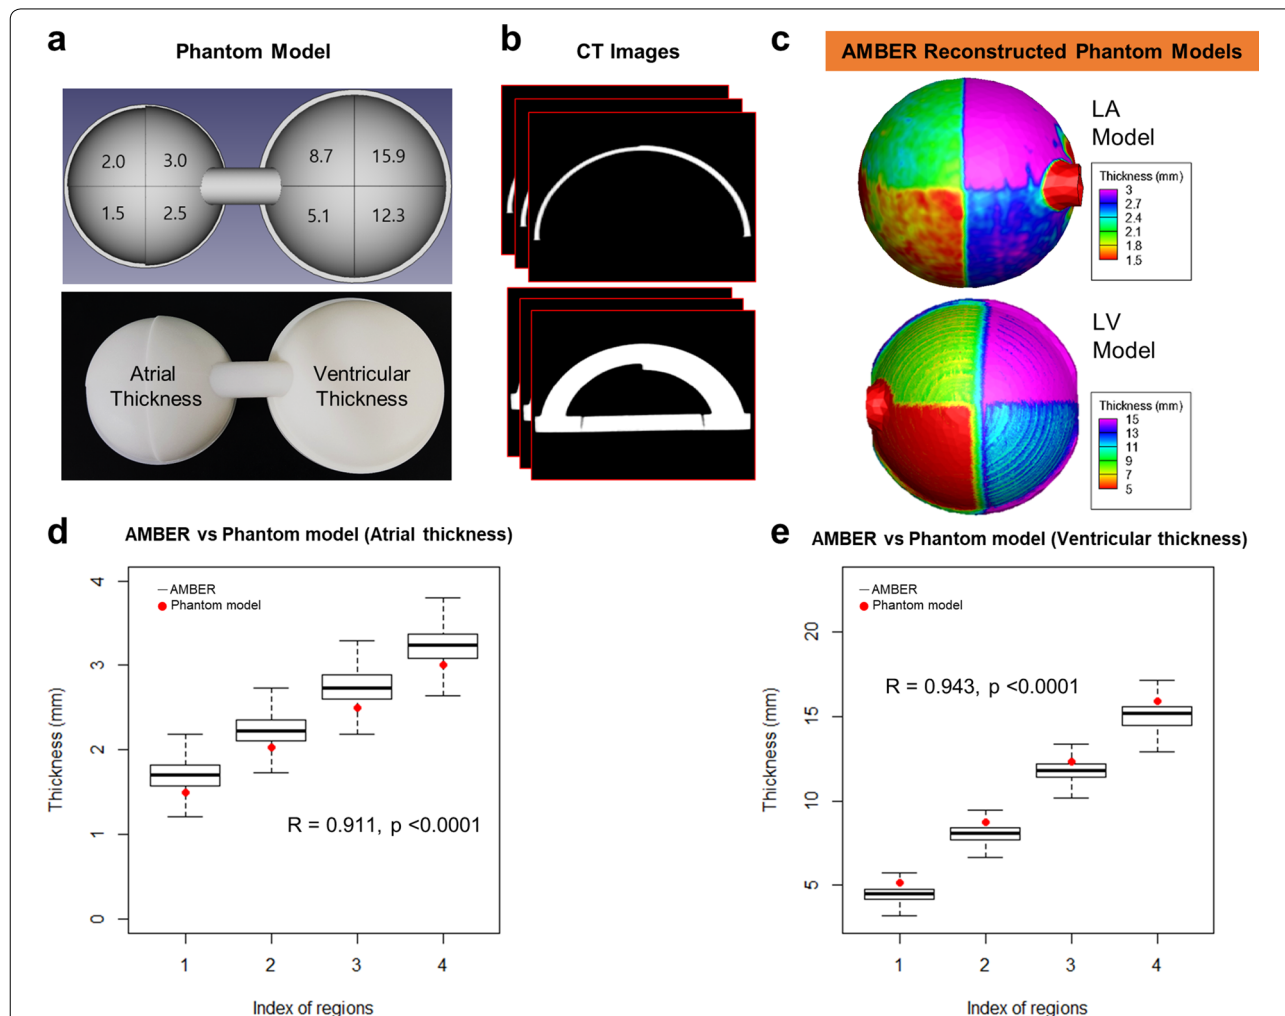 a
Phantom Model
2.0 3.0 8.7 15.9
1.5 2.5 5.1 12.3
Atrial
Thickness
Ventricular
Thickness
b
CT Images
c
AMBER Reconstructed Phantom Models
LA
Model
Thickness (mm)
3
2.7
2.4
2.1
1.8
1.5
LV
Model
Thickness (mm)
15
13
11
9
7
5
d
AMBER vs Phantom model (Atrial thickness)
AMBER
Phantom model
R = 0.911, p <0.0001
Thickness (mm)
4
3
2
1
0
1 2 3 4
Index of regions
e
AMBER vs Phantom model (Ventricular thickness)
AMBER
Phantom model
R = 0.943, p <0.0001
Thickness (mm)
20
15
10
5
1 2 3 4
Index of regions